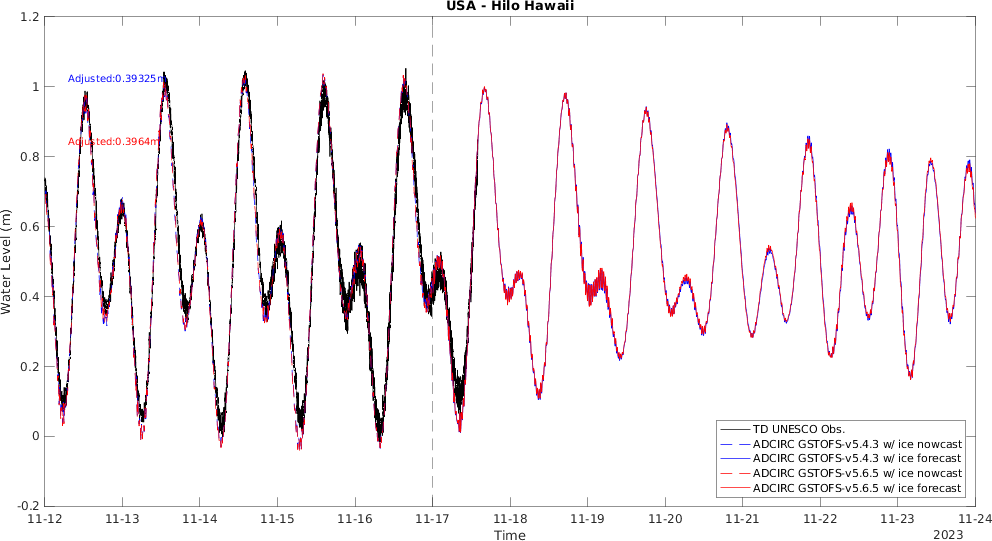 USA - Hilo Hawaii
1.2
1
0.8
0.6
0.4
0.2
0
-0.2
Water Level (m)
Adjusted:0.39325m
Adjusted:0.3964m
TD UNESCO Obs.
ADCIRC GSTOFS-v5.4.3 w/ ice nowcast
ADCIRC GSTOFS-v5.4.3 w/ ice forecast
ADCIRC GSTOFS-v5.6.5 w/ ice nowcast
ADCIRC GSTOFS-v5.6.5 w/ ice forecast
11-12 11-13 11-14 11-15 11-16 11-17 11-18 11-19 11-20 11-21 11-22 11-23 11-24
Time
2023